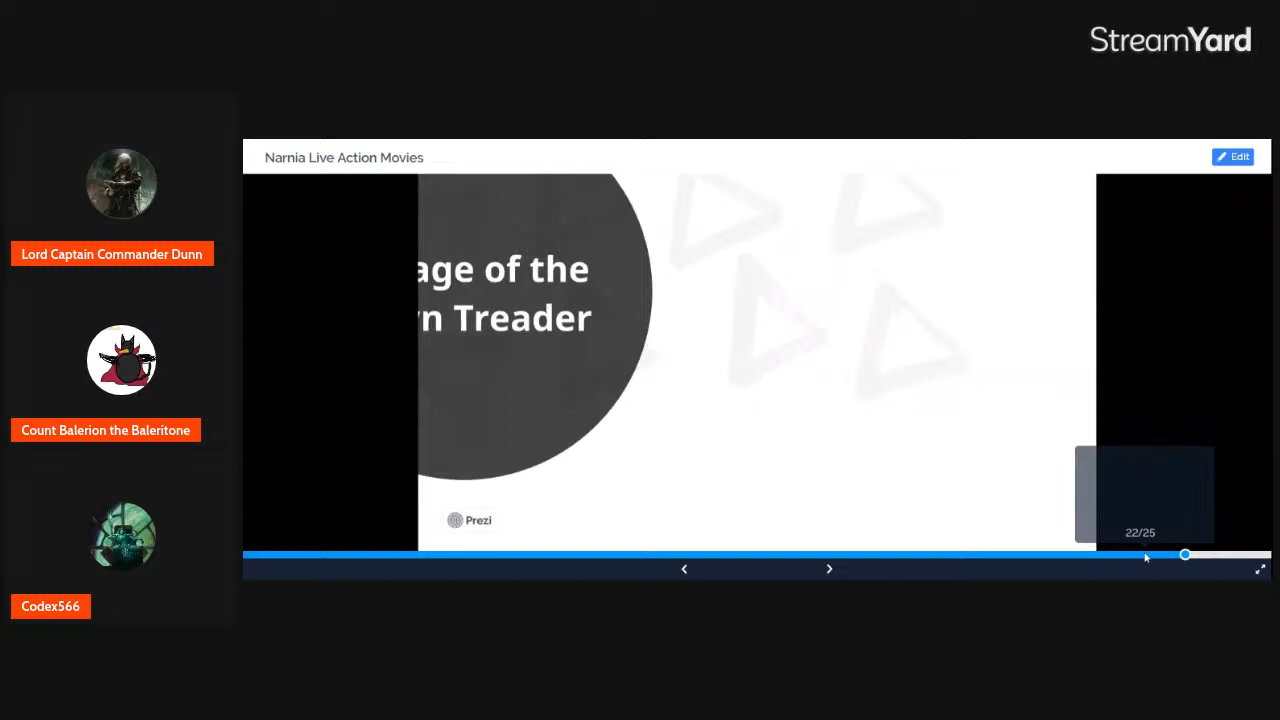 StreamYard
Lord Captain Commander Dunn
Count Balerion the Baleritone
Codex566
Narnia Live Action Movies
Edit
age of the
n Treader
Prezi
22/25